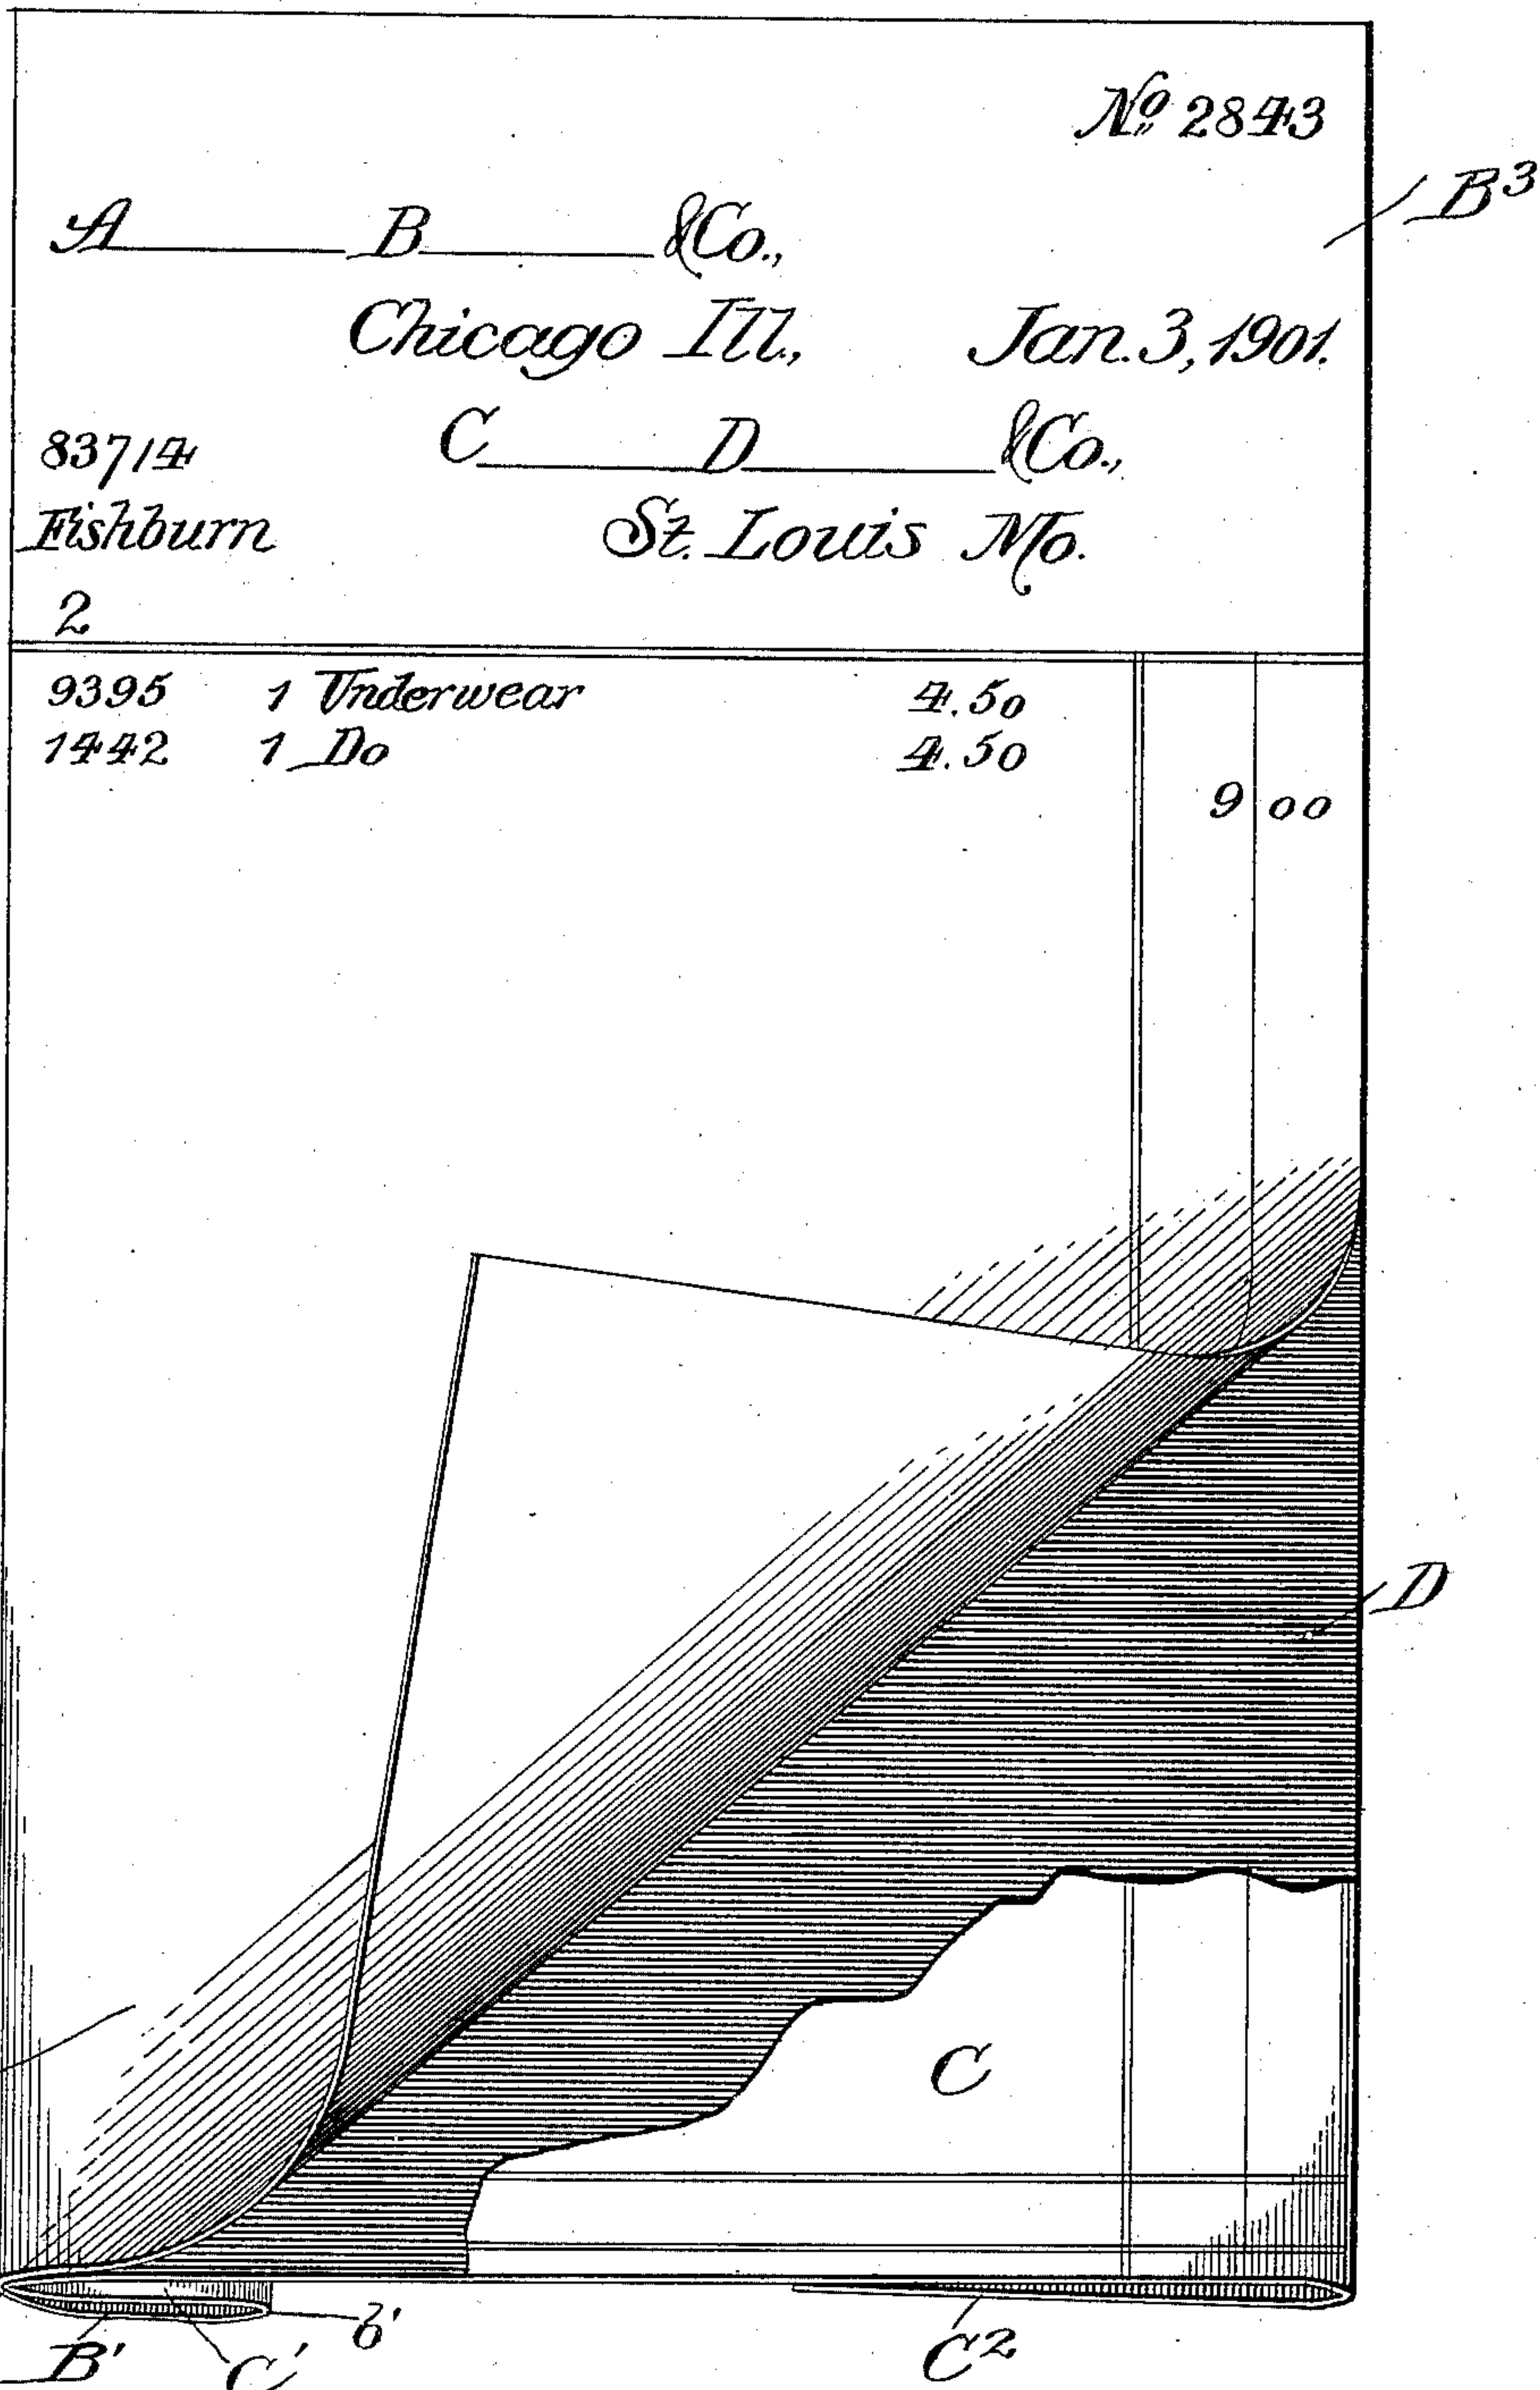 No. 2843
B³
A B &Co.,
Chicago Ill., Jan. 3, 1901.
83714 C D &Co.,
Fishburn St. Louis Mo.
2
9395 1 Underwear 4.50
1442 1 Do 4.50
9 00
D
C
B' C' b' C²